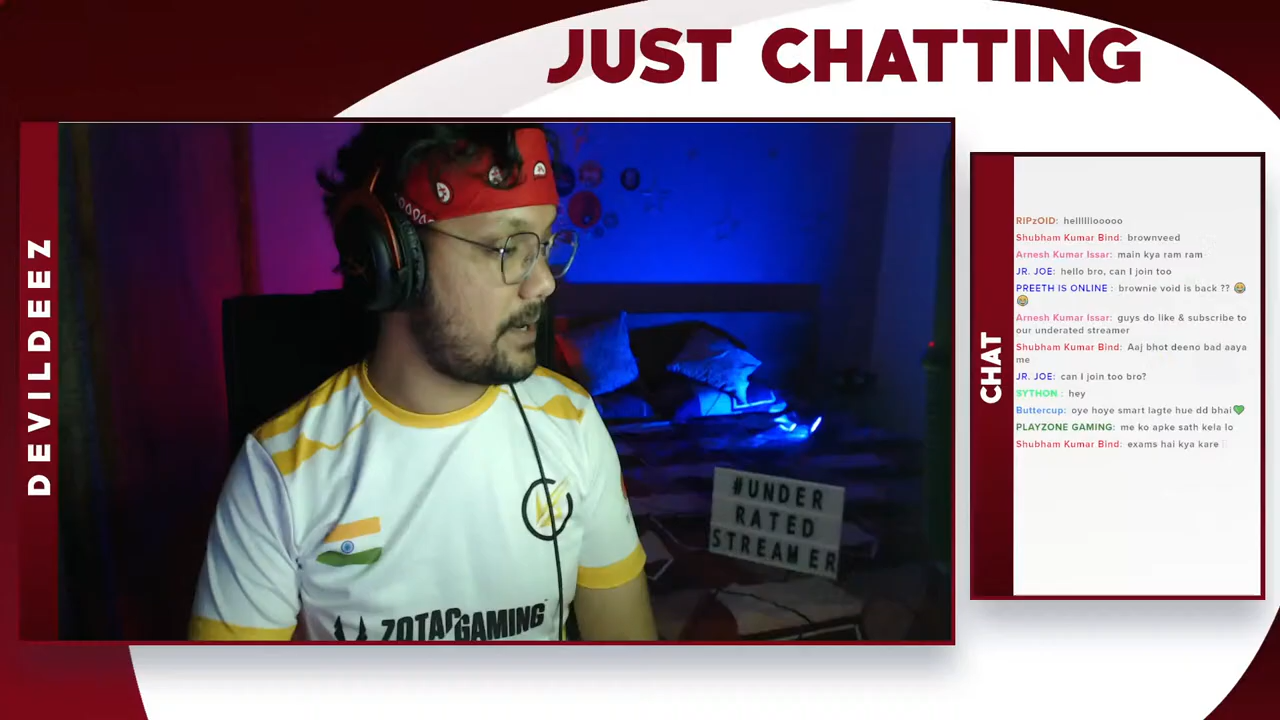 JUST CHATTING
DEVILDEEZ
#UNDER
RATED
STREAMER
ZOTAC GAMING
CHAT
RIPzOID: hellllllooooo
Shubham Kumar Bind: brownveed
Arnesh Kumar Issar: main kya ram ram
JR. JOE: hello bro, can I join too
PREETH IS ONLINE : brownie void is back ?? 😂
😂
Arnesh Kumar Issar: guys do like & subscribe to
our underated streamer
Shubham Kumar Bind: Aaj bhot deeno bad aaya
me
JR. JOE: can I join too bro?
SYTHON : hey
Buttercup: oye hoye smart lagte hue dd bhai💚
PLAYZONE GAMING: me ko apke sath kela lo
Shubham Kumar Bind: exams hai kya kare